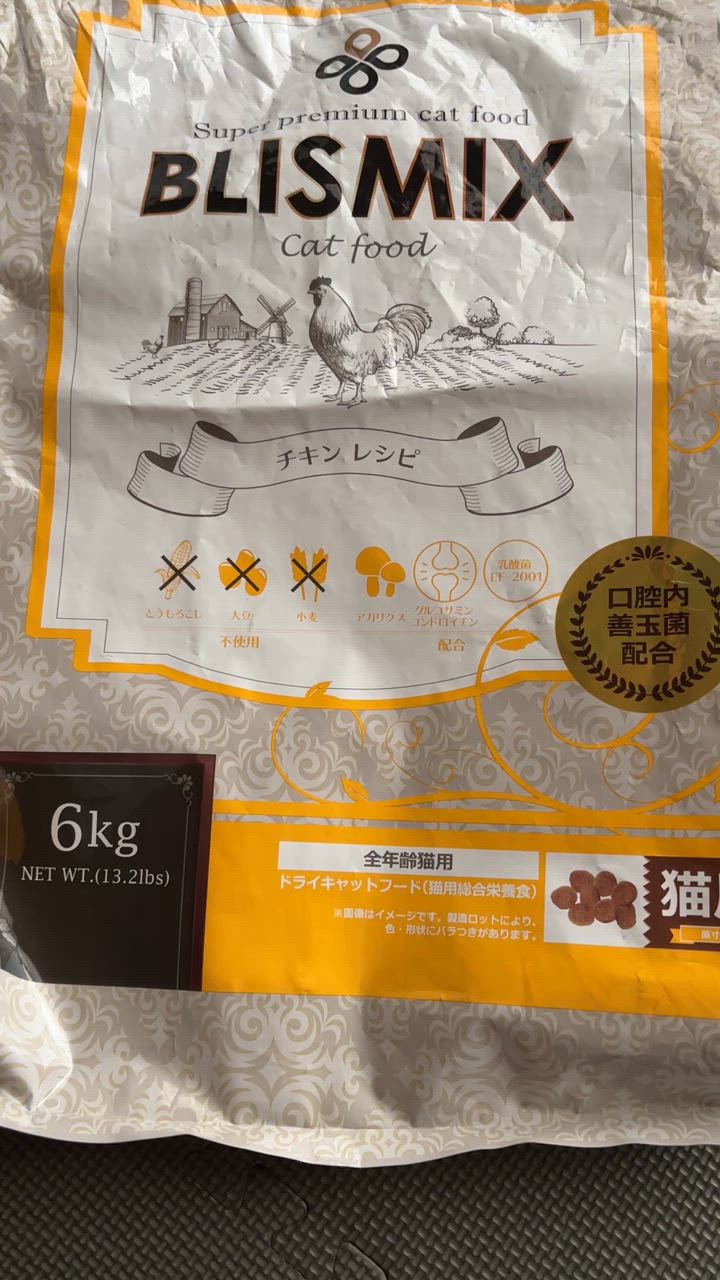 Super premium cat food
BLISMIX
Cat food
チキン レシピ
とうもろこし
大豆
小麦
アガリクス
グルコサミン
コンドロイチン
乳酸菌
EF-2001
不使用
配合
口腔内
善玉菌
配合
6kg
NET WT.(13.2lbs)
全年齢猫用
ドライキャットフード(猫用総合栄養食)
※画像はイメージです。製造ロットにより、
色・形状にバラつきがあります。
猫